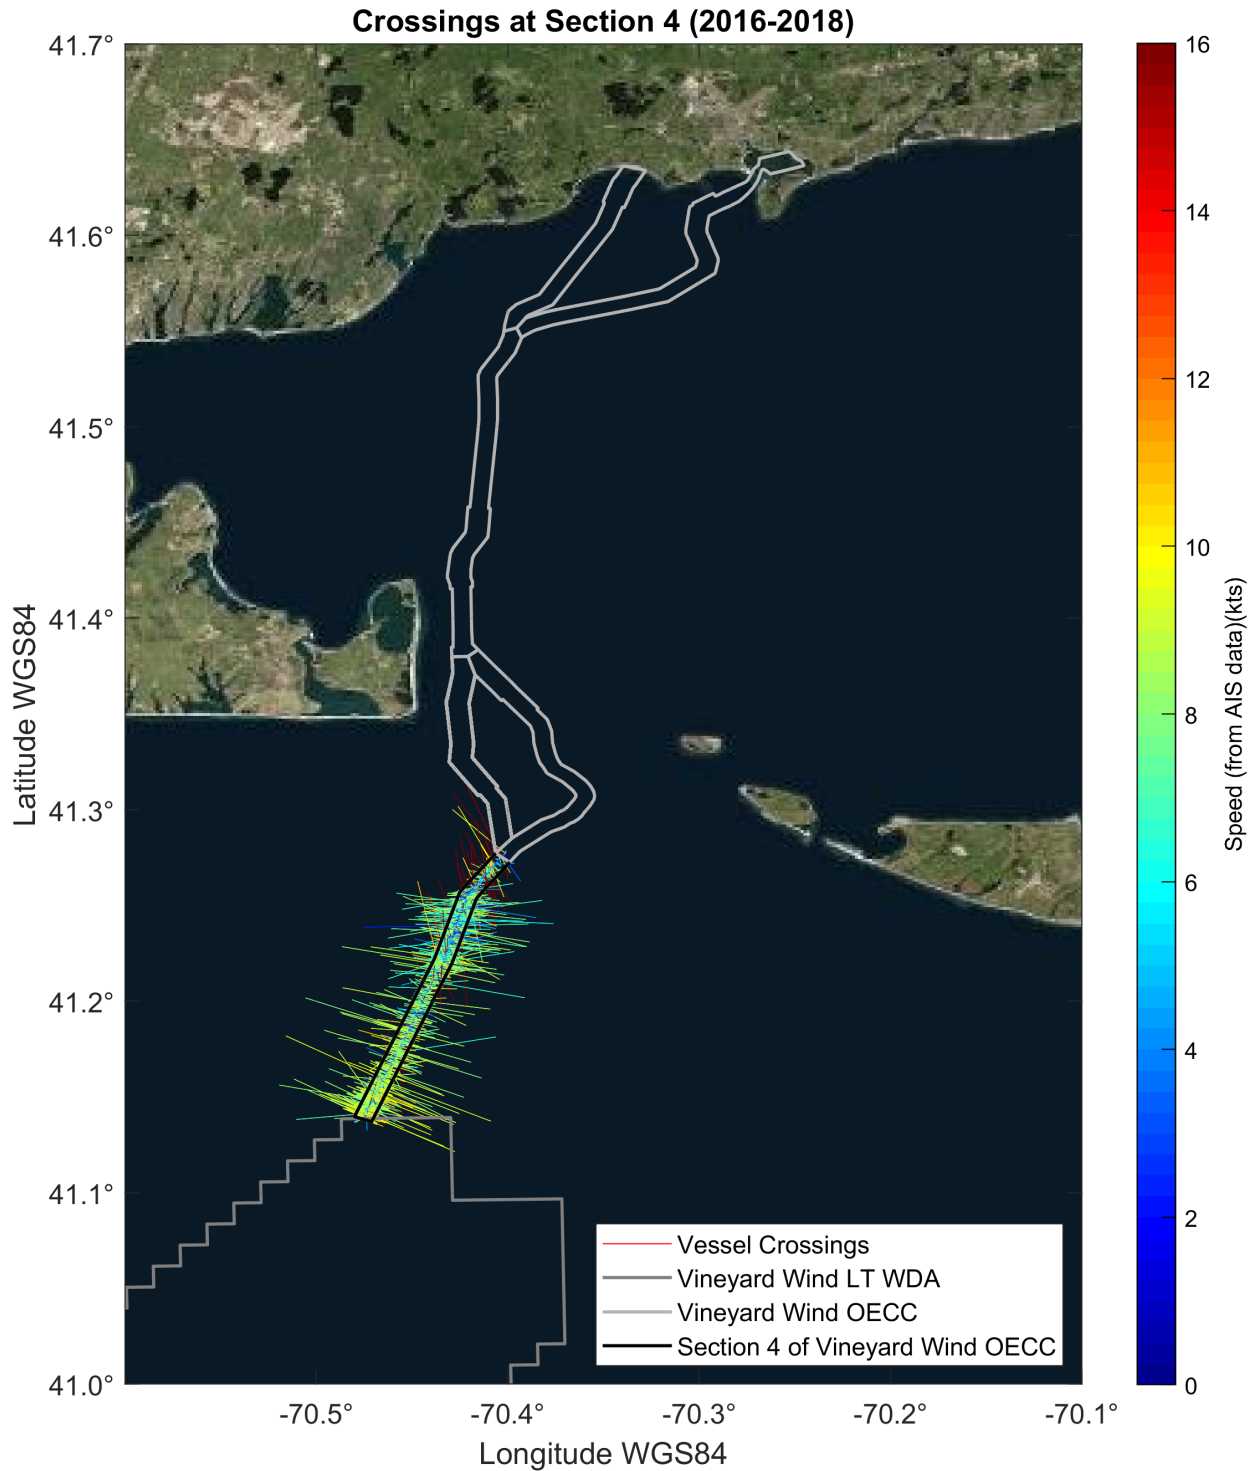 Crossings at Section 4 (2016-2018)
41.7°
41.6°
41.5°
41.4°
41.3°
41.2°
41.1°
41.0°
Latitude WGS84
-70.5°
-70.4°
-70.3°
-70.2°
-70.1°
Longitude WGS84
Vessel Crossings
Vineyard Wind LT WDA
Vineyard Wind OECC
Section 4 of Vineyard Wind OECC
16
14
12
10
8
6
4
2
0
Speed (from AIS data)(kts)